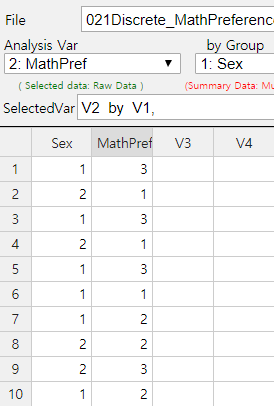 File 021Discrete_MathPreference
Analysis Var by Group
2: MathPref ▼ 1: Sex
( Selected data: Raw Data ) (Summary Data: Mu
SelectedVar V2 by V1,
Sex MathPref V3 V4
1 1 3
2 2 1
3 1 3
4 2 1
5 1 3
6 1 1
7 1 2
8 2 2
9 2 3
10 1 2